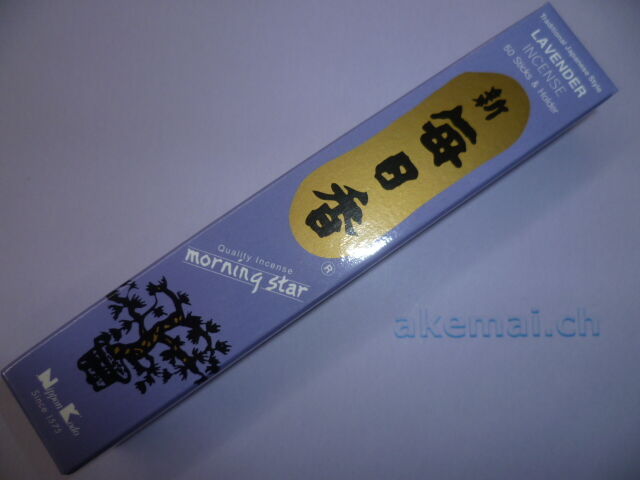 Traditional Japanese Style
LAVENDER
INCENSE
50 Sticks & Holder
新
毎日香
®
Quality Incense
morning star
Nippon Kodo
Since 1575
akemai.ch